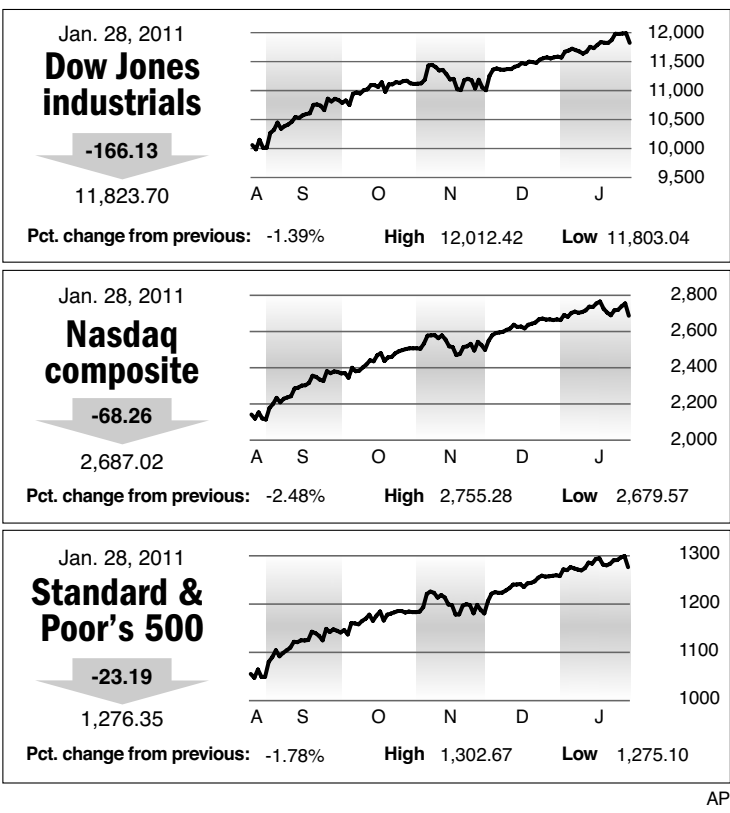 Jan. 28, 2011
Dow Jones
industrials
-166.13
11,823.70
12,000
11,500
11,000
10,500
10,000
9,500
A S O N D J
Pct. change from previous: -1.39% High 12,012.42 Low 11,803.04
Jan. 28, 2011
Nasdaq
composite
-68.26
2,687.02
2,800
2,600
2,400
2,200
2,000
A S O N D J
Pct. change from previous: -2.48% High 2,755.28 Low 2,679.57
Jan. 28, 2011
Standard &
Poor's 500
-23.19
1,276.35
1300
1200
1100
1000
A S O N D J
Pct. change from previous: -1.78% High 1,302.67 Low 1,275.10
AP